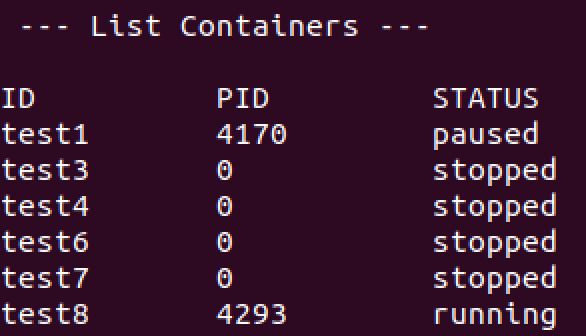 --- List Containers ---
ID PID STATUS
test1 4170 paused
test3 0 stopped
test4 0 stopped
test6 0 stopped
test7 0 stopped
test8 4293 running